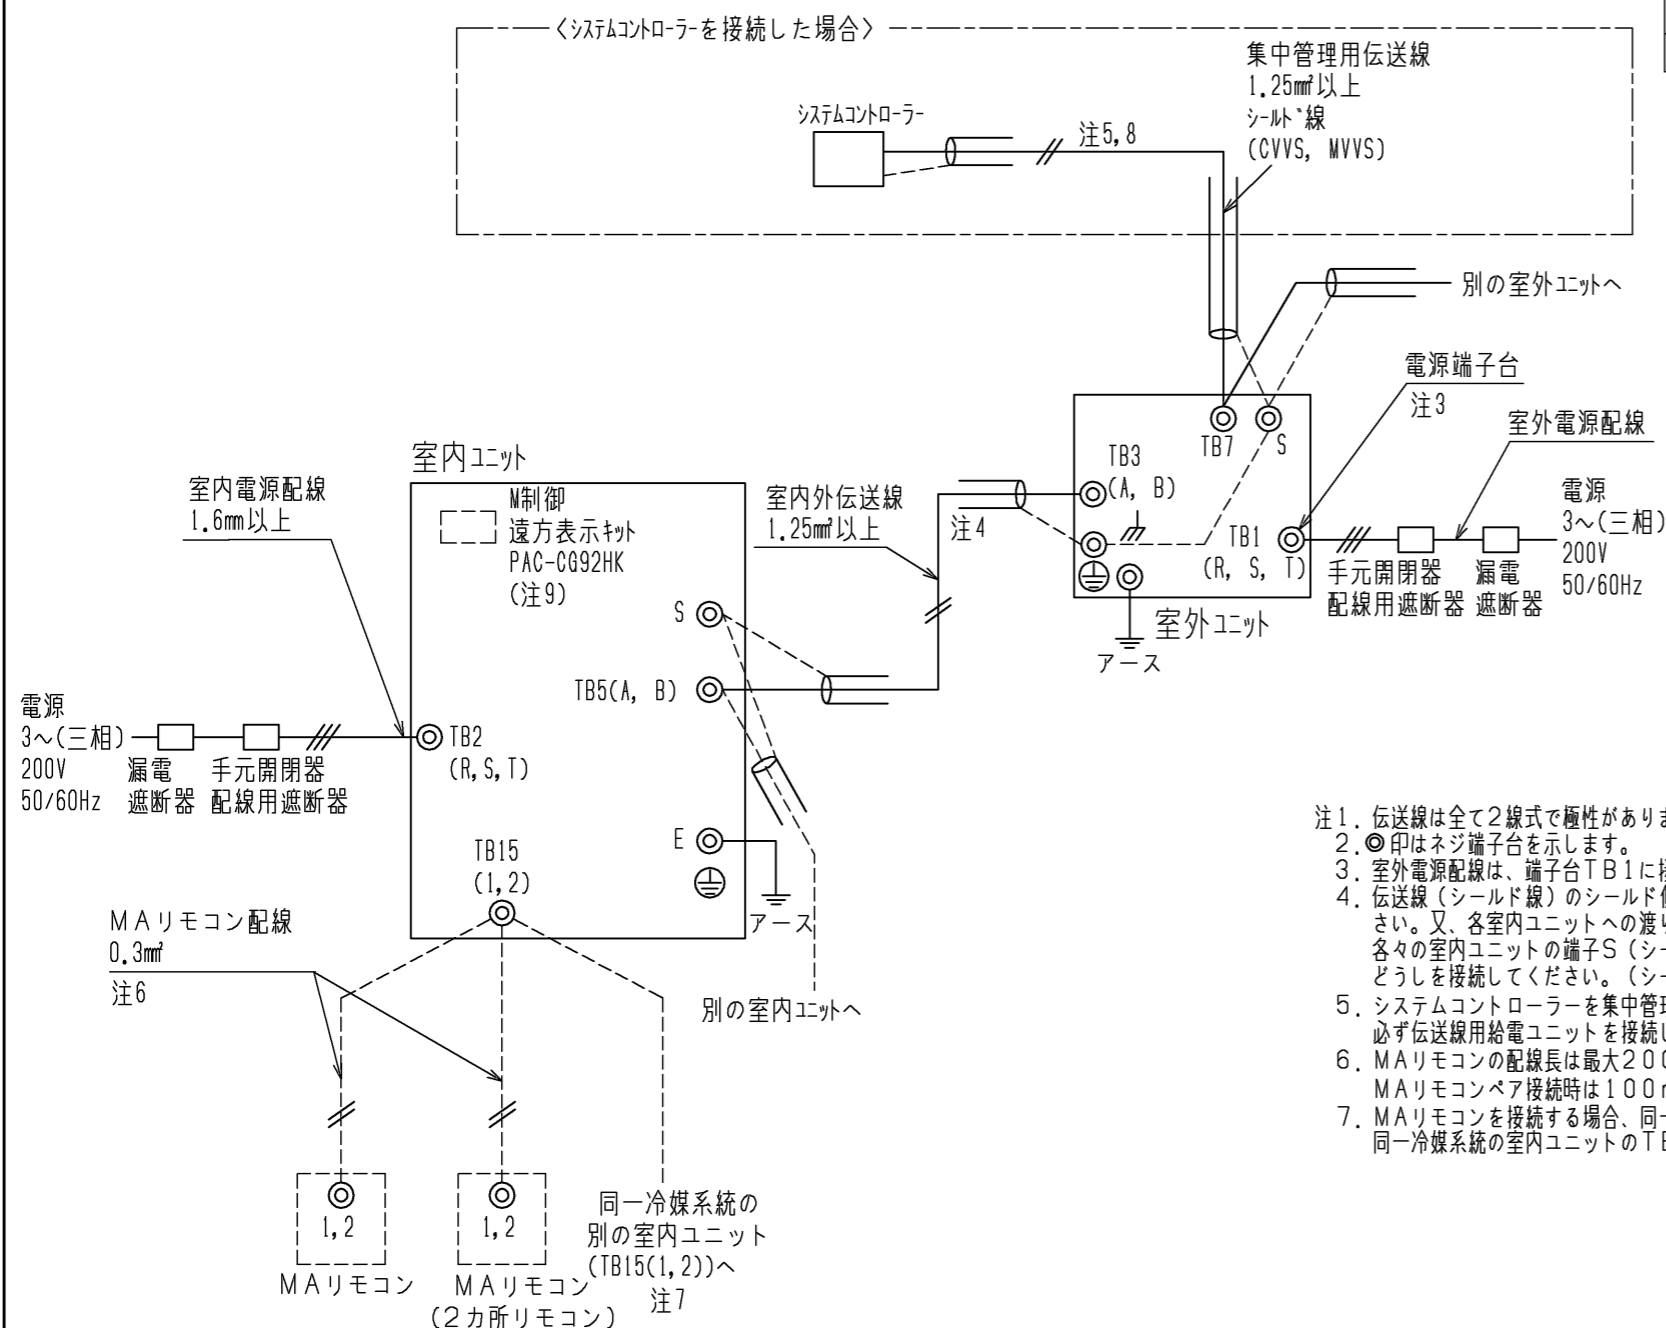 〈システムコントローラーを接続した場合〉
集中管理用伝送線
1.25㎟以上
シールド線
(CVVS, MVVS)
システムコントローラー
注5,8
別の室外ユニットへ
電源端子台
注3
室外電源配線
TB7
S
TB3
(A, B)
TB1
(R, S, T)
電源
3～(三相)
200V
50/60Hz
手元開閉器
配線用遮断器
漏電
遮断器
室外ユニット
アース
室内ユニット
M制御
遠方表示キット
PAC-CG92HK
(注9)
室内電源配線
1.6mm以上
室内外伝送線
1.25㎟以上
注4
S
TB5(A, B)
電源
3～(三相)
200V
50/60Hz
漏電
遮断器
手元開閉器
配線用遮断器
TB2
(R,S,T)
E
アース
TB15
(1,2)
MAリモコン配線
0.3㎟
注6
別の室内ユニットへ
1,2
MAリモコン
1,2
MAリモコン
(2カ所リモコン)
同一冷媒系統の
別の室内ユニット
(TB15(1,2))へ
注7
注1. 伝送線は全て2線式で極性がありま
2.◎印はネジ端子台を示します。
3. 室外電源配線は、端子台TB1に接
4. 伝送線（シールド線）のシールド
さい。又、各室内ユニットへの渡り
各々の室内ユニットの端子S（シー
どうしを接続してください。（シー
5. システムコントローラーを集中管理
必ず伝送線用給電ユニットを接続し
6. MAリモコンの配線長は最大200
MAリモコンペア接続時は100m
7. MAリモコンを接続する場合、同一
同一冷媒系統の室内ユニットのTB